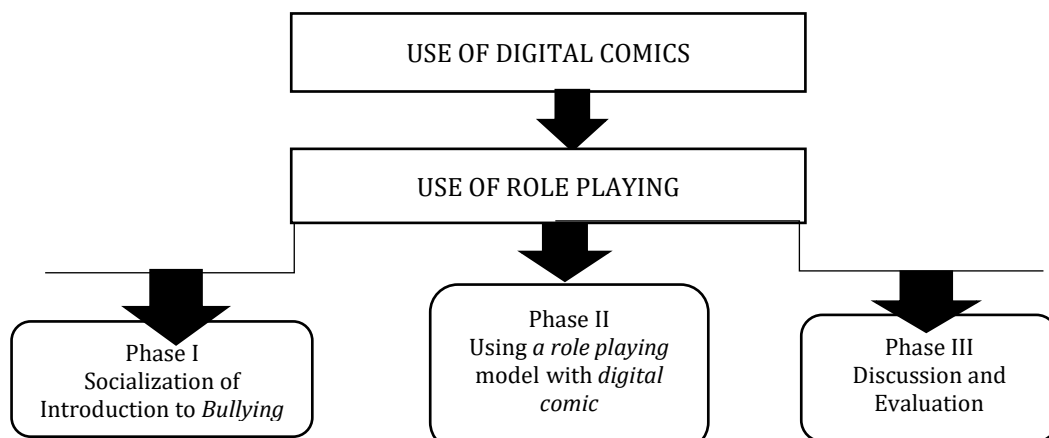 USE OF DIGITAL COMICS
USE OF ROLE PLAYING
Phase I
Socialization of
Introduction to Bullying
Phase II
Using a role playing
model with digital
comic
Phase III
Discussion and
Evaluation